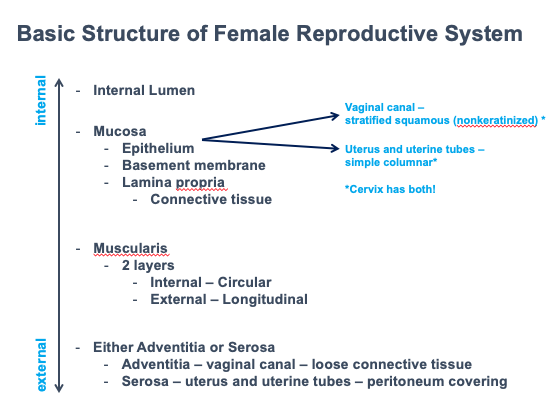 Basic Structure of Female Reproductive System
internal
- Internal Lumen
- Mucosa
- Epithelium
- Basement membrane
- Lamina propria
- Connective tissue
Vaginal canal –
stratified squamous (nonkeratinized) *
Uterus and uterine tubes –
simple columnar*
*Cervix has both!
- Muscularis
- 2 layers
- Internal – Circular
- External – Longitudinal
external
- Either Adventitia or Serosa
- Adventitia – vaginal canal – loose connective tissue
- Serosa – uterus and uterine tubes – peritoneum covering